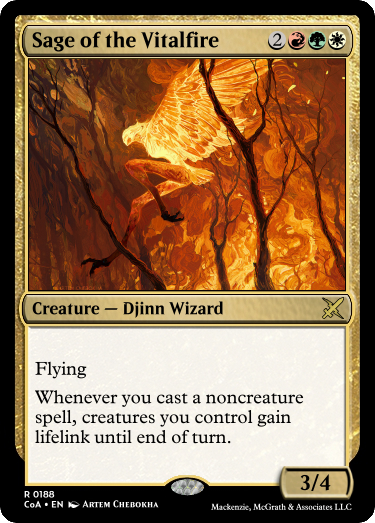 Sage of the Vitalfire 2
Creature — Djinn Wizard
Flying
Whenever you cast a noncreature
spell, creatures you control gain
lifelink until end of turn.
3/4
R 0188
CoA • EN Artem Chebokha
Mackenzie, McGrath & Associates LLC